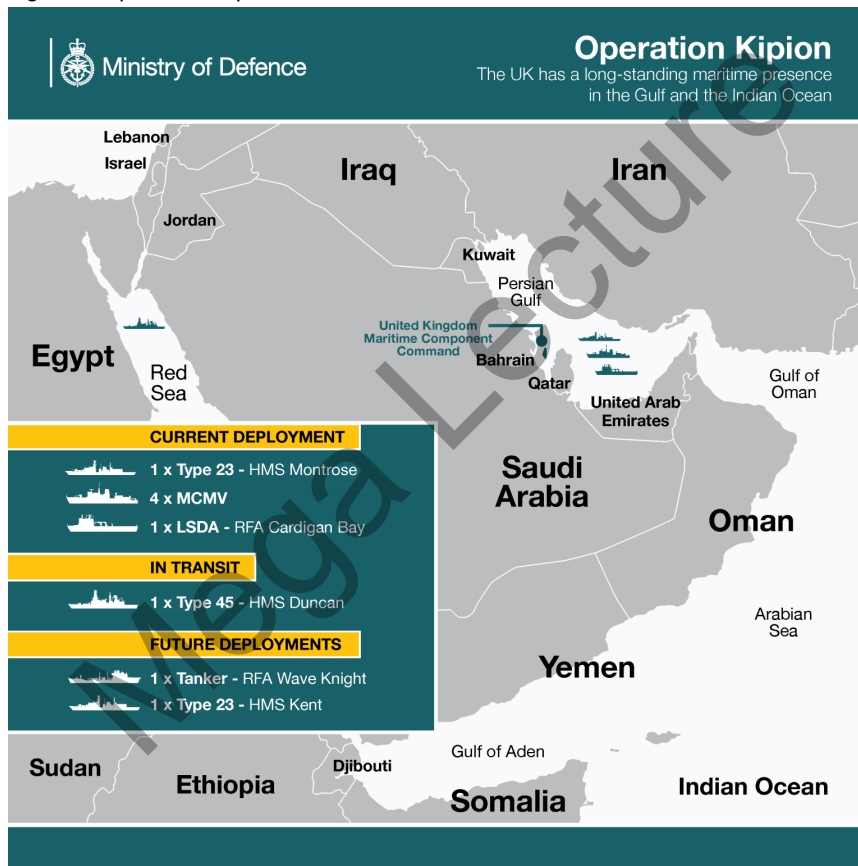 Ministry of Defence
Operation Kipion
The UK has a long-standing maritime presence
in the Gulf and the Indian Ocean
Lebanon
Israel
Iraq
Iran
Jordan
Kuwait
Persian
Gulf
United Kingdom
Maritime Component
Command
Bahrain
Qatar
Egypt
Red
Sea
United Arab
Emirates
Gulf of
Oman
CURRENT DEPLOYMENT
1 x Type 23 - HMS Montrose
4 x MCMV
1 x LSDA - RFA Cardigan Bay
IN TRANSIT
1 x Type 45 - HMS Duncan
FUTURE DEPLOYMENTS
1 x Tanker - RFA Wave Knight
1 x Type 23 - HMS Kent
Saudi
Arabia
Oman
Arabian
Sea
Yemen
Sudan
Ethiopia
Djibouti
Gulf of Aden
Somalia
Indian Ocean
Mega Lecture